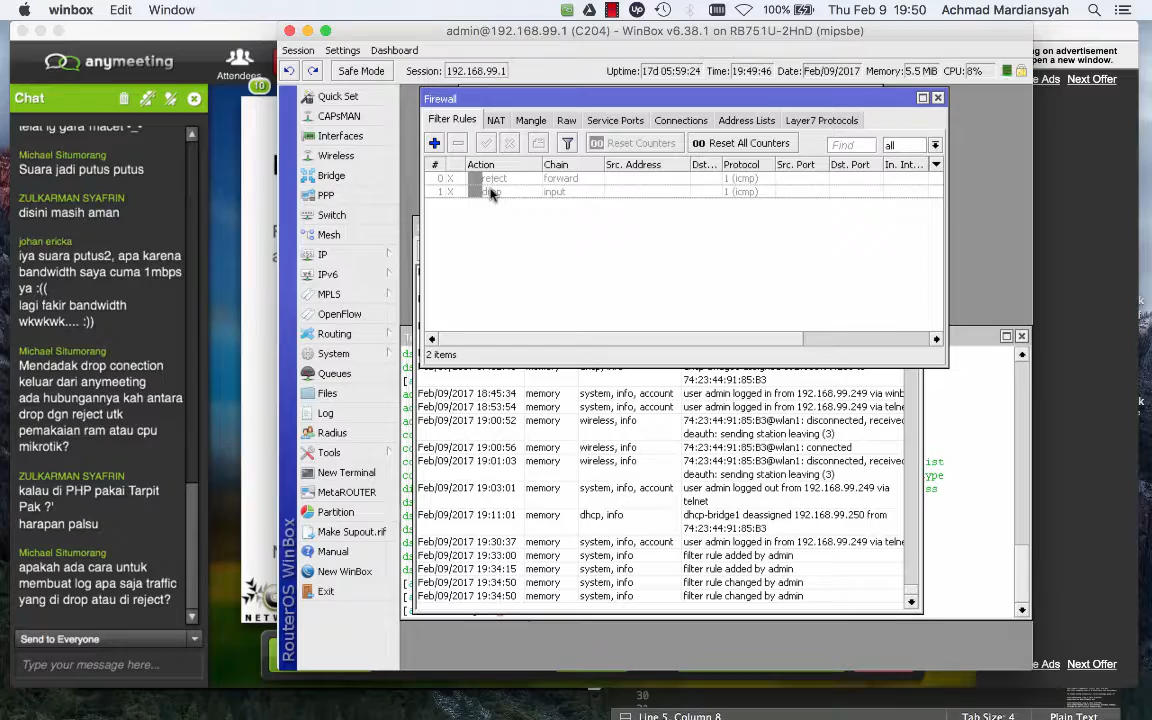 winbox Edit Window 100% Thu Feb 9 19:50 Achmad Mardiansyah
admin@192.168.99.1 (C204) - WinBox v6.38.1 on RB751U-2HnD (mipsbe)
Session Settings Dashboard
Safe Mode Session: 192.168.99.1 Uptime: 17d 05:59:24 Time: 19:49:46 Date: Feb/09/2017 Memory: 5.5 MiB CPU: 8%
ng on advertisement
pen a new window.
Ads Next Offer
anymeeting
Attendees
10
Chat
Michael Situmorang
Suara jadi putus putus
ZULKARMAN SYAFRIN
disini masih aman
johan ericka
iya suara putus2, apa karena
bandwidth saya cuma 1mbps
ya :((
lagi fakir bandwidth
wkwkwk.... :))
Michael Situmorang
Mendadak drop conection
keluar dari anymeeting
ada hubungannya kah antara
drop dgn reject utk
pemakaian ram atau cpu
mikrotik?
ZULKARMAN SYAFRIN
kalau di PHP pakai Tarpit
Pak ?'
harapan palsu
Michael Situmorang
apakah ada cara untuk
membuat log apa saja traffic
yang di drop atau di reject?
Send to Everyone
Type your message here...
Quick Set
CAPsMAN
Interfaces
Wireless
Bridge
PPP
Switch
Mesh
IP
IPv6
MPLS
OpenFlow
Routing
System
Queues
Files
Log
Radius
Tools
New Terminal
MetaROUTER
Partition
Make Supout.rif
Manual
New WinBox
Exit
RouterOS WinBox
Firewall
Filter Rules NAT Mangle Raw Service Ports Connections Address Lists Layer7 Protocols
Reset Counters 00 Reset All Counters Find all
# Action Chain Src. Address Dst... Protocol Src. Port Dst. Port In. Int...
0 X reject forward 1 (icmp)
1 X drop input 1 (icmp)
2 items
74:23:44:91:85:B3
Feb/09/2017 18:45:34 memory system, info, account user admin logged in from 192.168.99.249 via winb
Feb/09/2017 18:53:54 memory system, info, account user admin logged in from 192.168.99.249 via telne
Feb/09/2017 19:00:52 memory wireless, info 74:23:44:91:85:B3@wlan1: disconnected, received
deauth: sending station leaving (3)
Feb/09/2017 19:00:56 memory wireless, info 74:23:44:91:85:B3@wlan1: connected
Feb/09/2017 19:01:03 memory wireless, info 74:23:44:91:85:B3@wlan1: disconnected, received
deauth: sending station leaving (3)
Feb/09/2017 19:03:01 memory system, info, account user admin logged out from 192.168.99.249 via
telnet
Feb/09/2017 19:11:01 memory dhcp, info dhcp-bridge1 deassigned 192.168.99.250 from
74:23:44:91:85:B3
Feb/09/2017 19:30:37 memory system, info, account user admin logged in from 192.168.99.249 via telne
Feb/09/2017 19:33:00 memory system, info filter rule added by admin
Feb/09/2017 19:34:15 memory system, info filter rule added by admin
Feb/09/2017 19:34:50 memory system, info filter rule changed by admin
Feb/09/2017 19:34:50 memory system, info filter rule changed by admin
ist
ype
ss
NETW
Ads Next Offer
30
Line 5, Column 8 Tab Size: 4 Plain Text